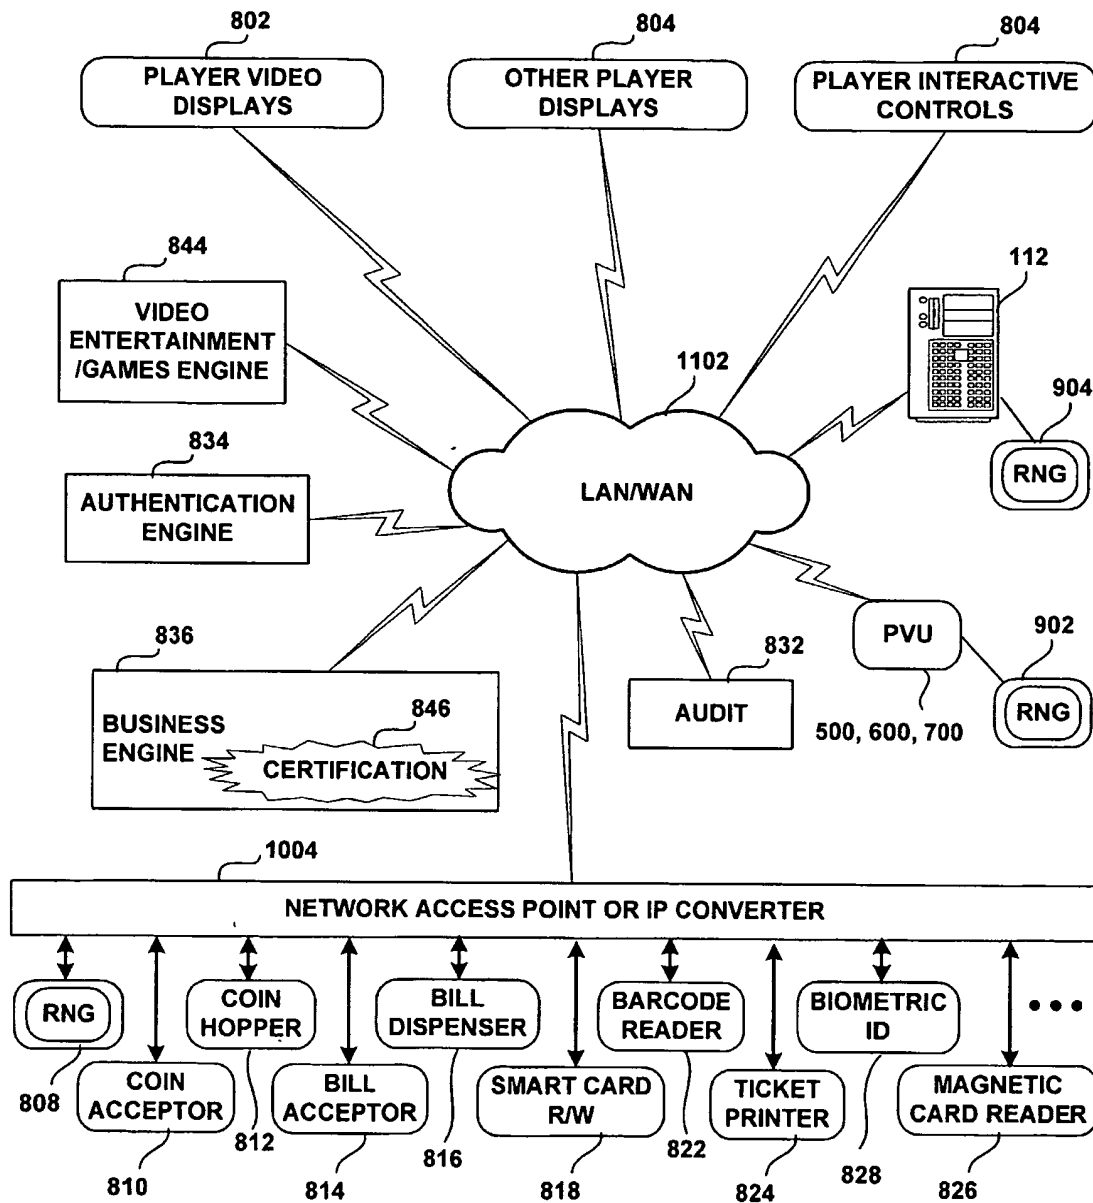 802
804
804
PLAYER VIDEO
DISPLAYS
OTHER PLAYER
DISPLAYS
PLAYER INTERACTIVE
CONTROLS
844
VIDEO
ENTERTAINMENT
/GAMES ENGINE
112
1102
904
RNG
834
AUTHENTICATION
ENGINE
LAN/WAN
836
BUSINESS
ENGINE
846
CERTIFICATION
832
AUDIT
PVU
500, 600, 700
902
RNG
1004
NETWORK ACCESS POINT OR IP CONVERTER
RNG
808
COIN
ACCEPTOR
810
COIN
HOPPER
812
BILL
ACCEPTOR
814
BILL
DISPENSER
816
SMART CARD
R/W
818
BARCODE
READER
822
TICKET
PRINTER
824
BIOMETRIC
ID
828
MAGNETIC
CARD READER
826